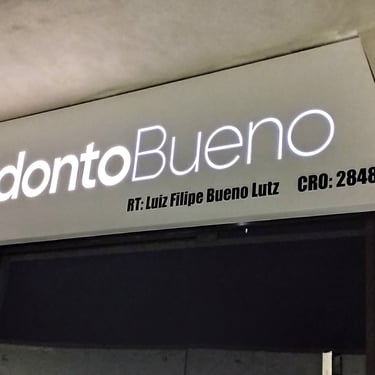 dontoBueno
RT: Luiz Filipe Bueno Lutz CRO: 2848